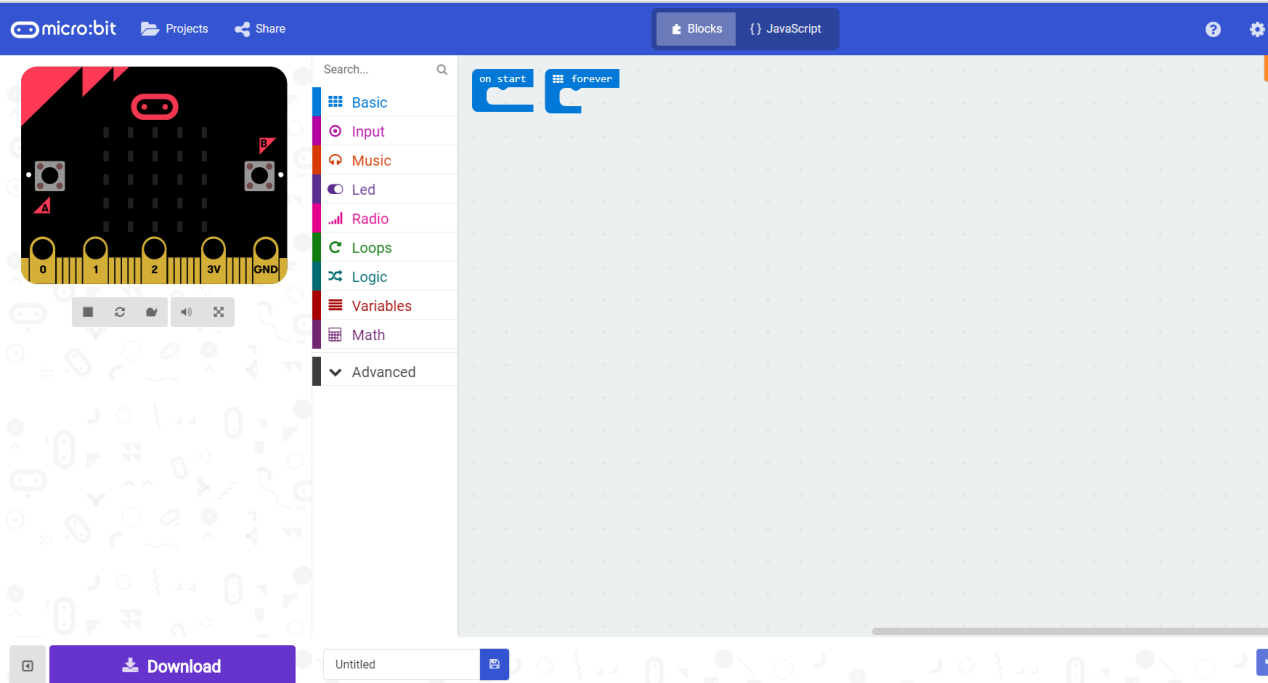 micro:bit Projects Share Blocks {} JavaScript
Search...
on start forever
Basic
Input
Music
Led
Radio
Loops
Logic
Variables
Math
Advanced
B
A
0 1 2 3V GND
Download
Untitled